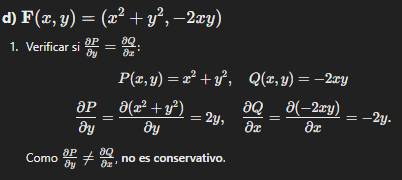 d) F(x, y) = (x² + y², −2xy)
1. Verificar si ∂P/∂y = ∂Q/∂x:
P(x, y) = x² + y², Q(x, y) = −2xy
∂P/∂y = ∂(x² + y²)/∂y = 2y, ∂Q/∂x = ∂(−2xy)/∂x = −2y.
Como ∂P/∂y ≠ ∂Q/∂x, no es conservativo.